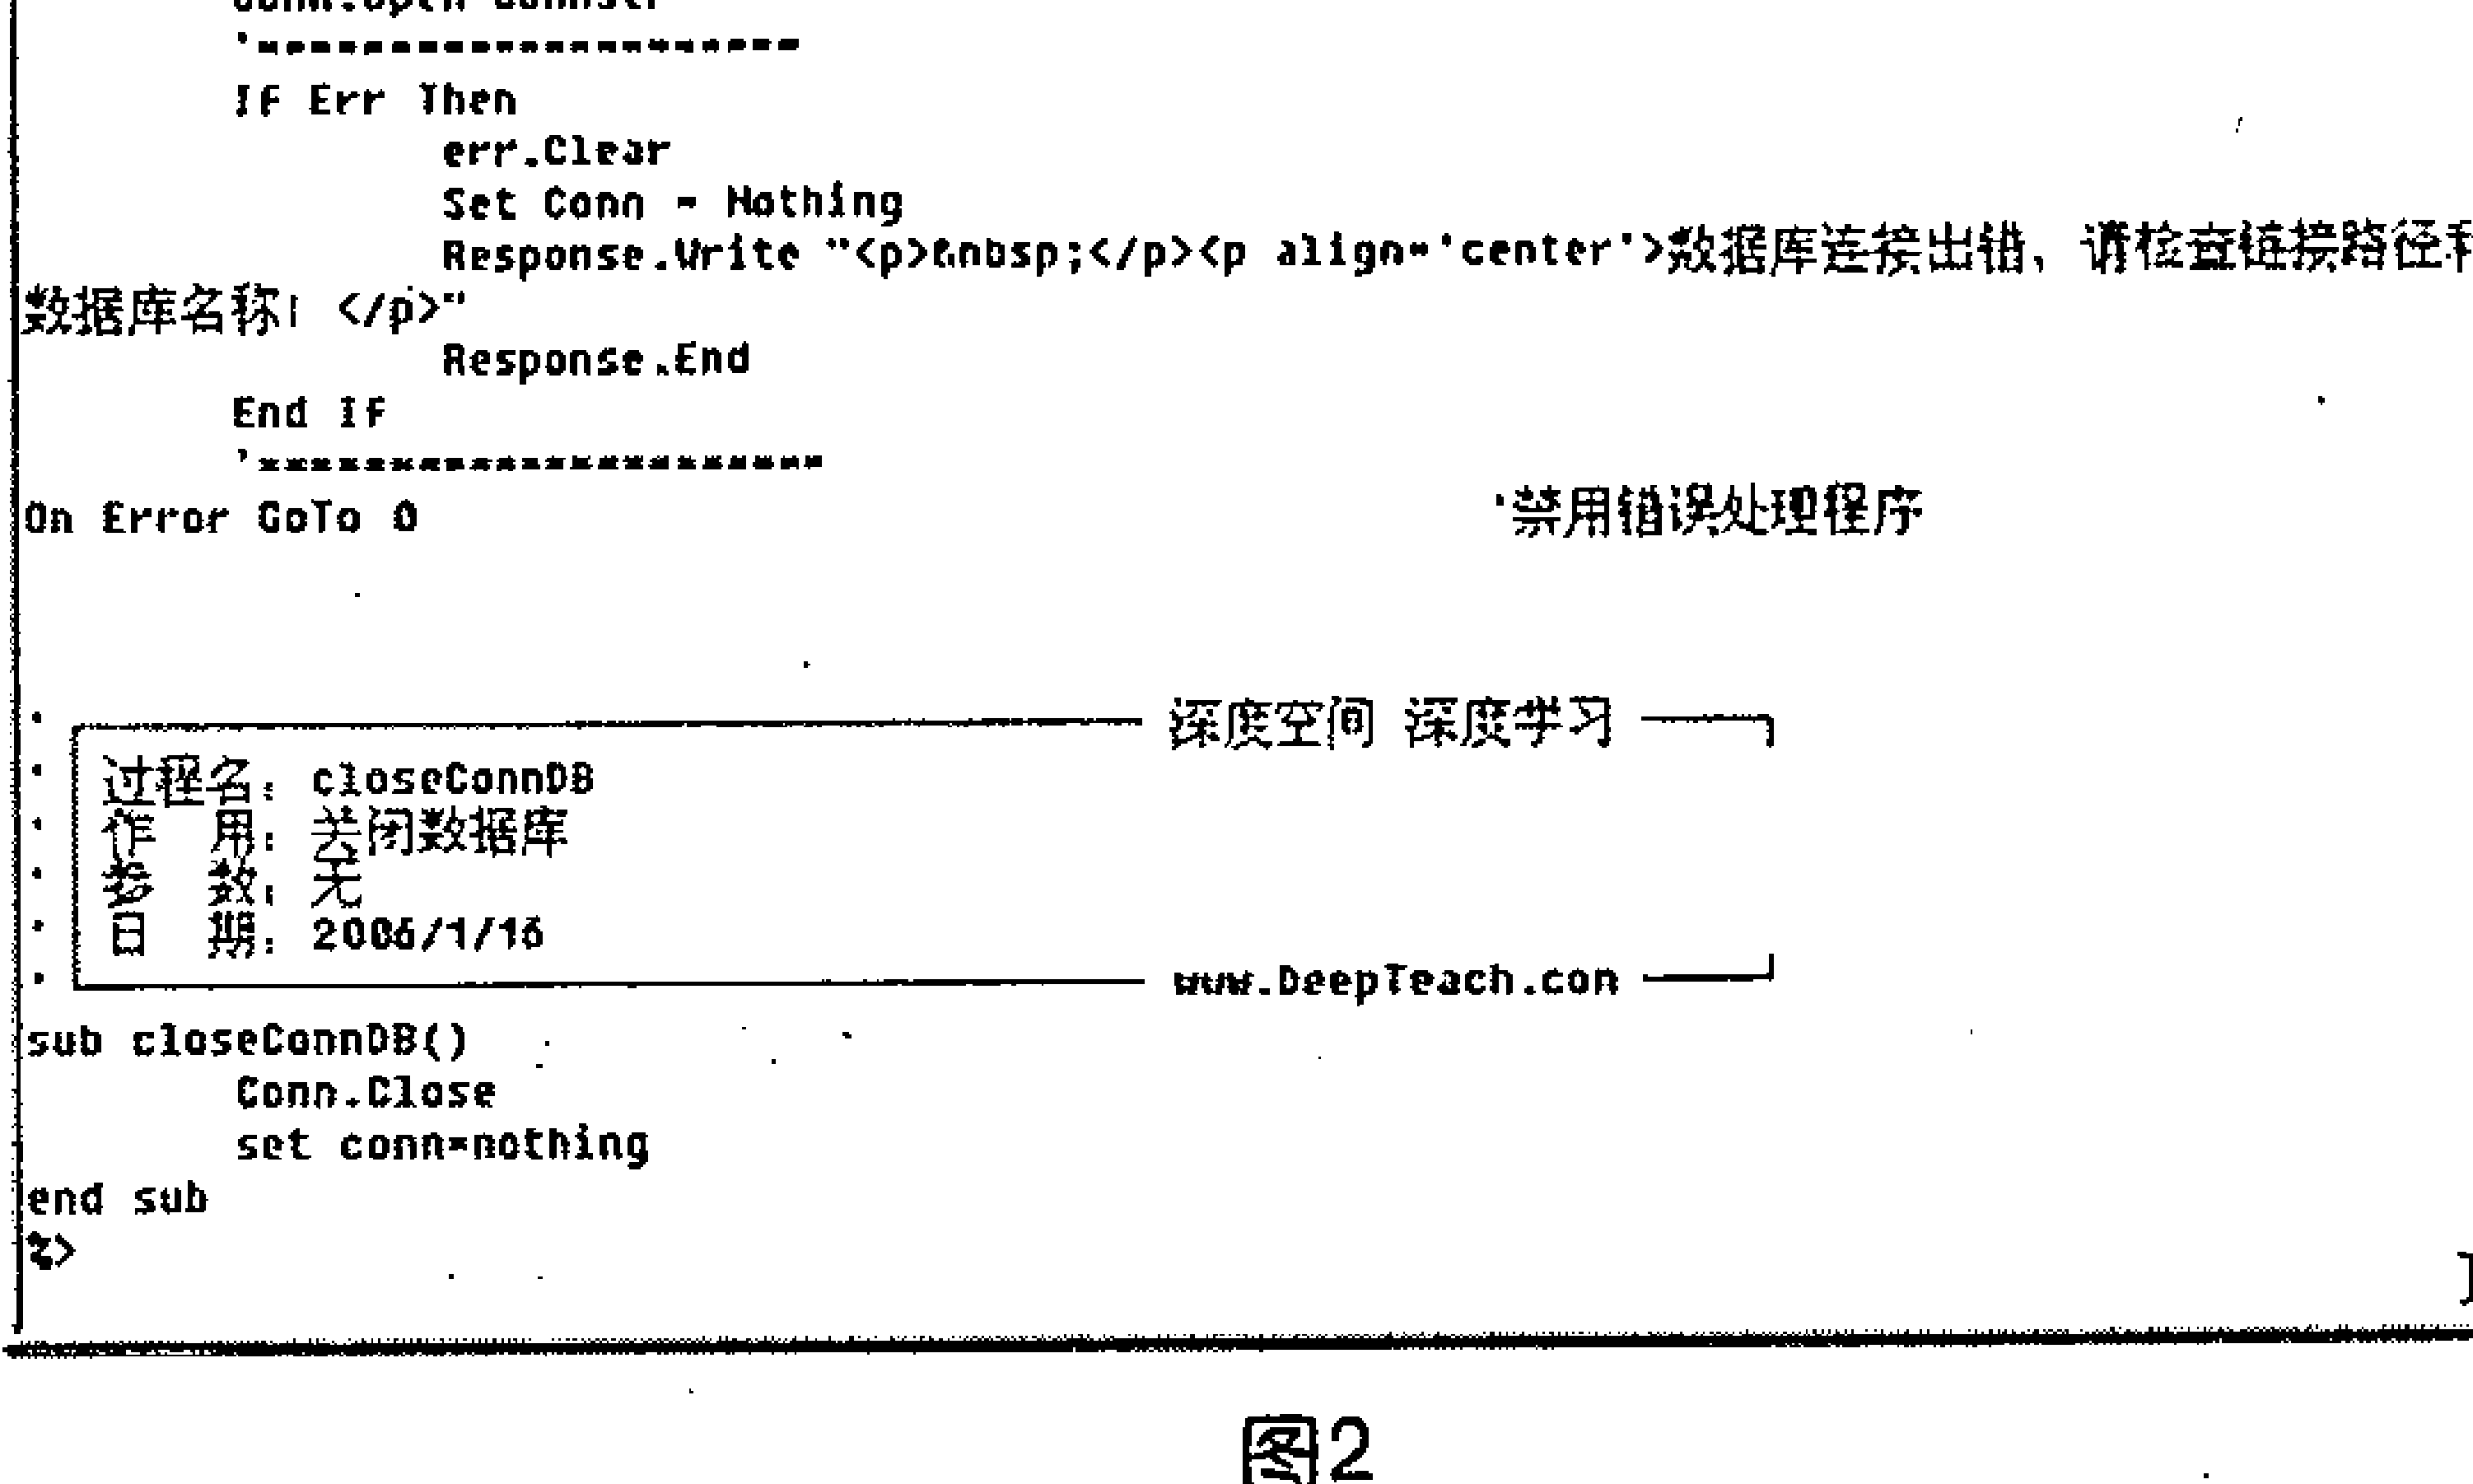 Conn.Open ConnStr
'---------------------
If Err Then
err.Clear
Set Conn = Nothing
Response.Write "<p>&nbsp;</p><p align='center'>数据库连接出错，请检查链接路径和
数据库名称！</p>"
Response.End
End If
'----------------------
On Error GoTo 0 '禁用错误处理程序
' 深度空间 深度学习
' 过程名：closeConnDB
' 作 用：关闭数据库
' 数：无
' 日 期：2006/1/16
' www.DeepTeach.com
sub closeConnDB()
Conn.Close
set conn=nothing
end sub
%>
图2